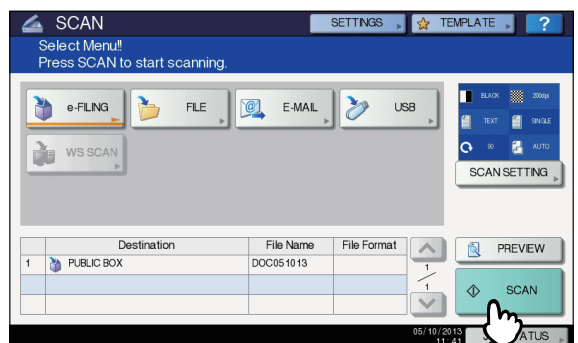 SCAN
SETTINGS
TEMPLATE
?
Select Menu!!
Press SCAN to start scanning.
e-FILING
FILE
E-MAIL
USB
WS SCAN
BLACK
200dpi
TEXT
SINGLE
90
AUTO
SCAN SETTING
Destination File Name File Format
1 PUBLIC BOX DOC051013
1
1
PREVIEW
SCAN
05/10/2013
11:41
ATUS